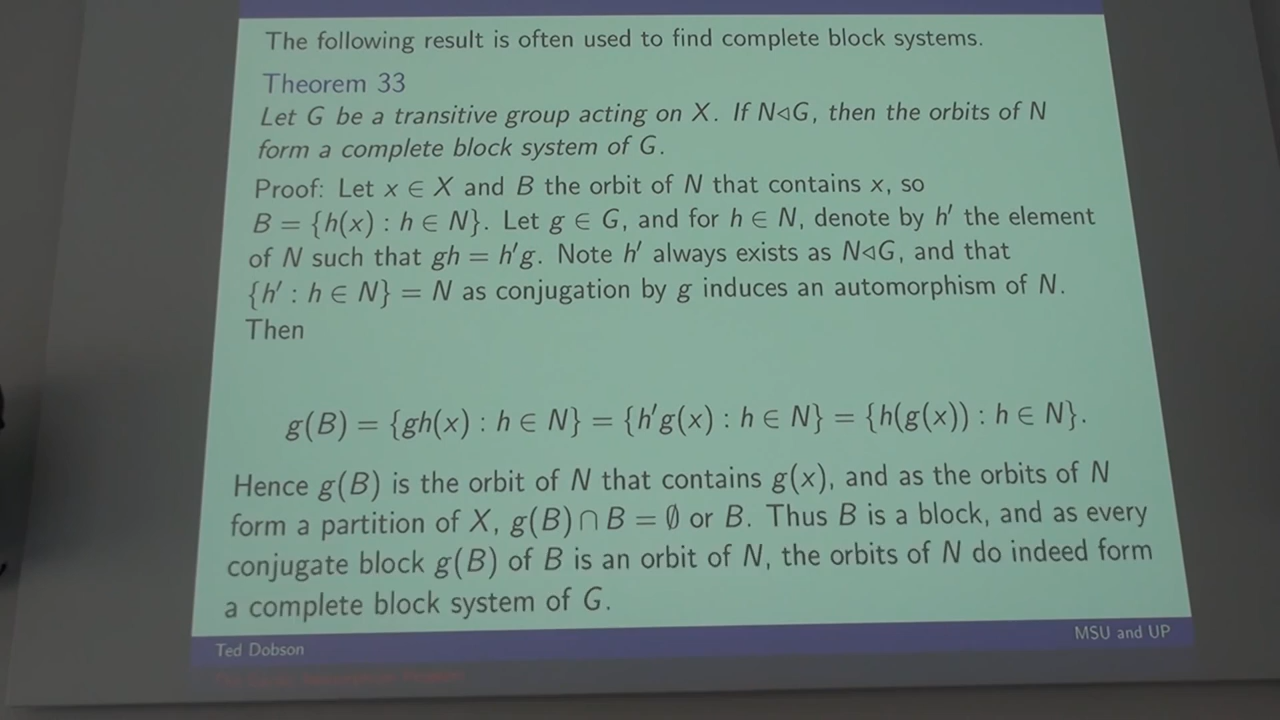 The following result is often used to find complete block systems.
Theorem 33
Let G be a transitive group acting on X. If N◁G, then the orbits of N
form a complete block system of G.
Proof: Let x ∈ X and B the orbit of N that contains x, so
B = {h(x) : h ∈ N}. Let g ∈ G, and for h ∈ N, denote by h′ the element
of N such that gh = h′g. Note h′ always exists as N◁G, and that
{h′ : h ∈ N} = N as conjugation by g induces an automorphism of N.
Then
g(B) = {gh(x) : h ∈ N} = {h′g(x) : h ∈ N} = {h(g(x)) : h ∈ N}.
Hence g(B) is the orbit of N that contains g(x), and as the orbits of N
form a partition of X, g(B) ∩ B = ∅ or B. Thus B is a block, and as every
conjugate block g(B) of B is an orbit of N, the orbits of N do indeed form
a complete block system of G.
Ted Dobson
MSU and UP